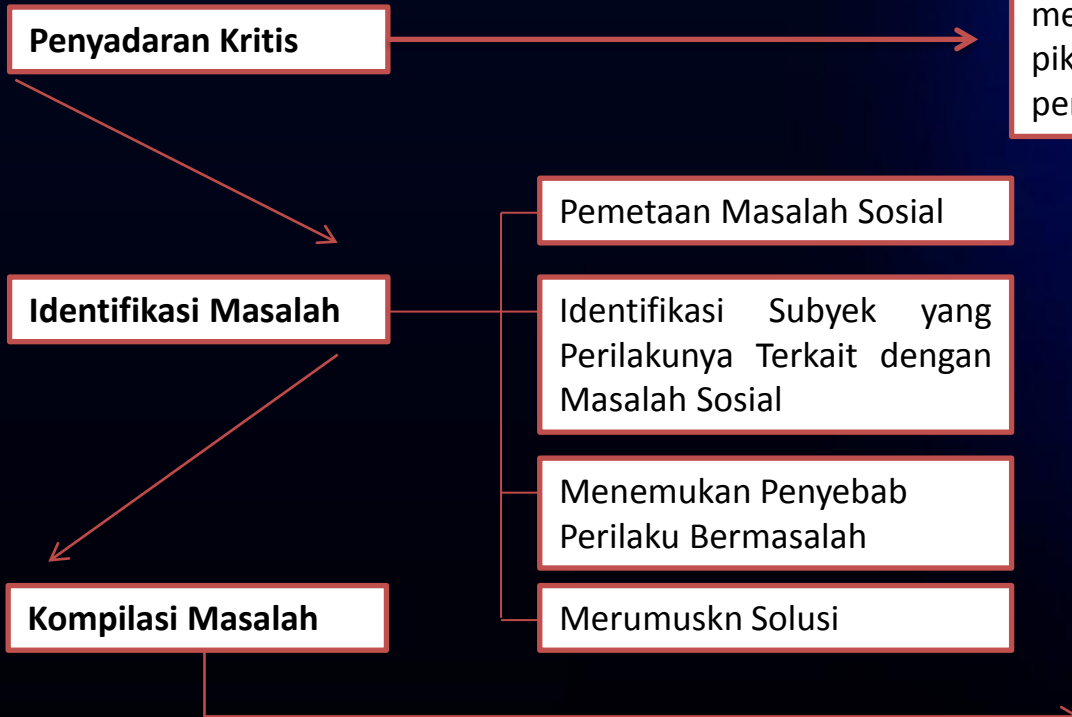 Penyadaran Kritis
Pemetaan Masalah Sosial
Identifikasi Masalah
Identifikasi Subyek yang
Perilakunya Terkait dengan
Masalah Sosial
Menemukan Penyebab
Perilaku Bermasalah
Kompilasi Masalah
Merumuskn Solusi